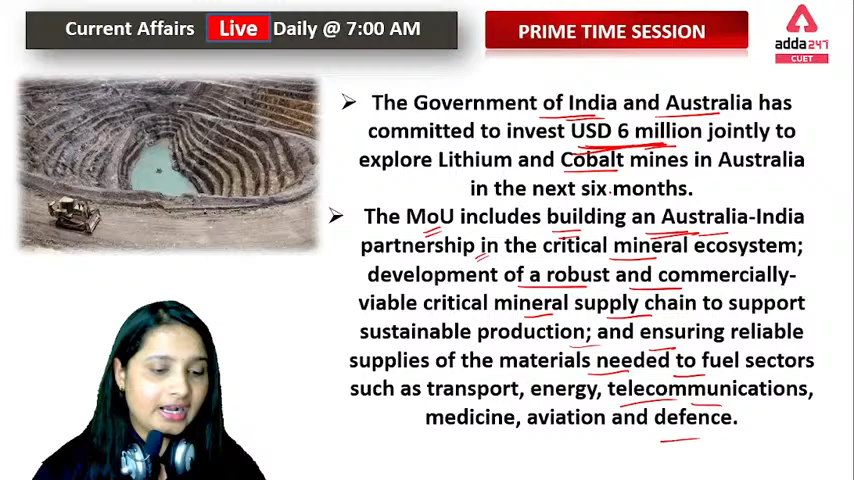 Current Affairs Live Daily @ 7:00 AM
PRIME TIME SESSION
adda247
CUET
➢ The Government of India and Australia has
committed to invest USD 6 million jointly to
explore Lithium and Cobalt mines in Australia
in the next six months.
➢ The MoU includes building an Australia-India
partnership in the critical mineral ecosystem;
development of a robust and commercially-
viable critical mineral supply chain to support
sustainable production; and ensuring reliable
supplies of the materials needed to fuel sectors
such as transport, energy, telecommunications,
medicine, aviation and defence.